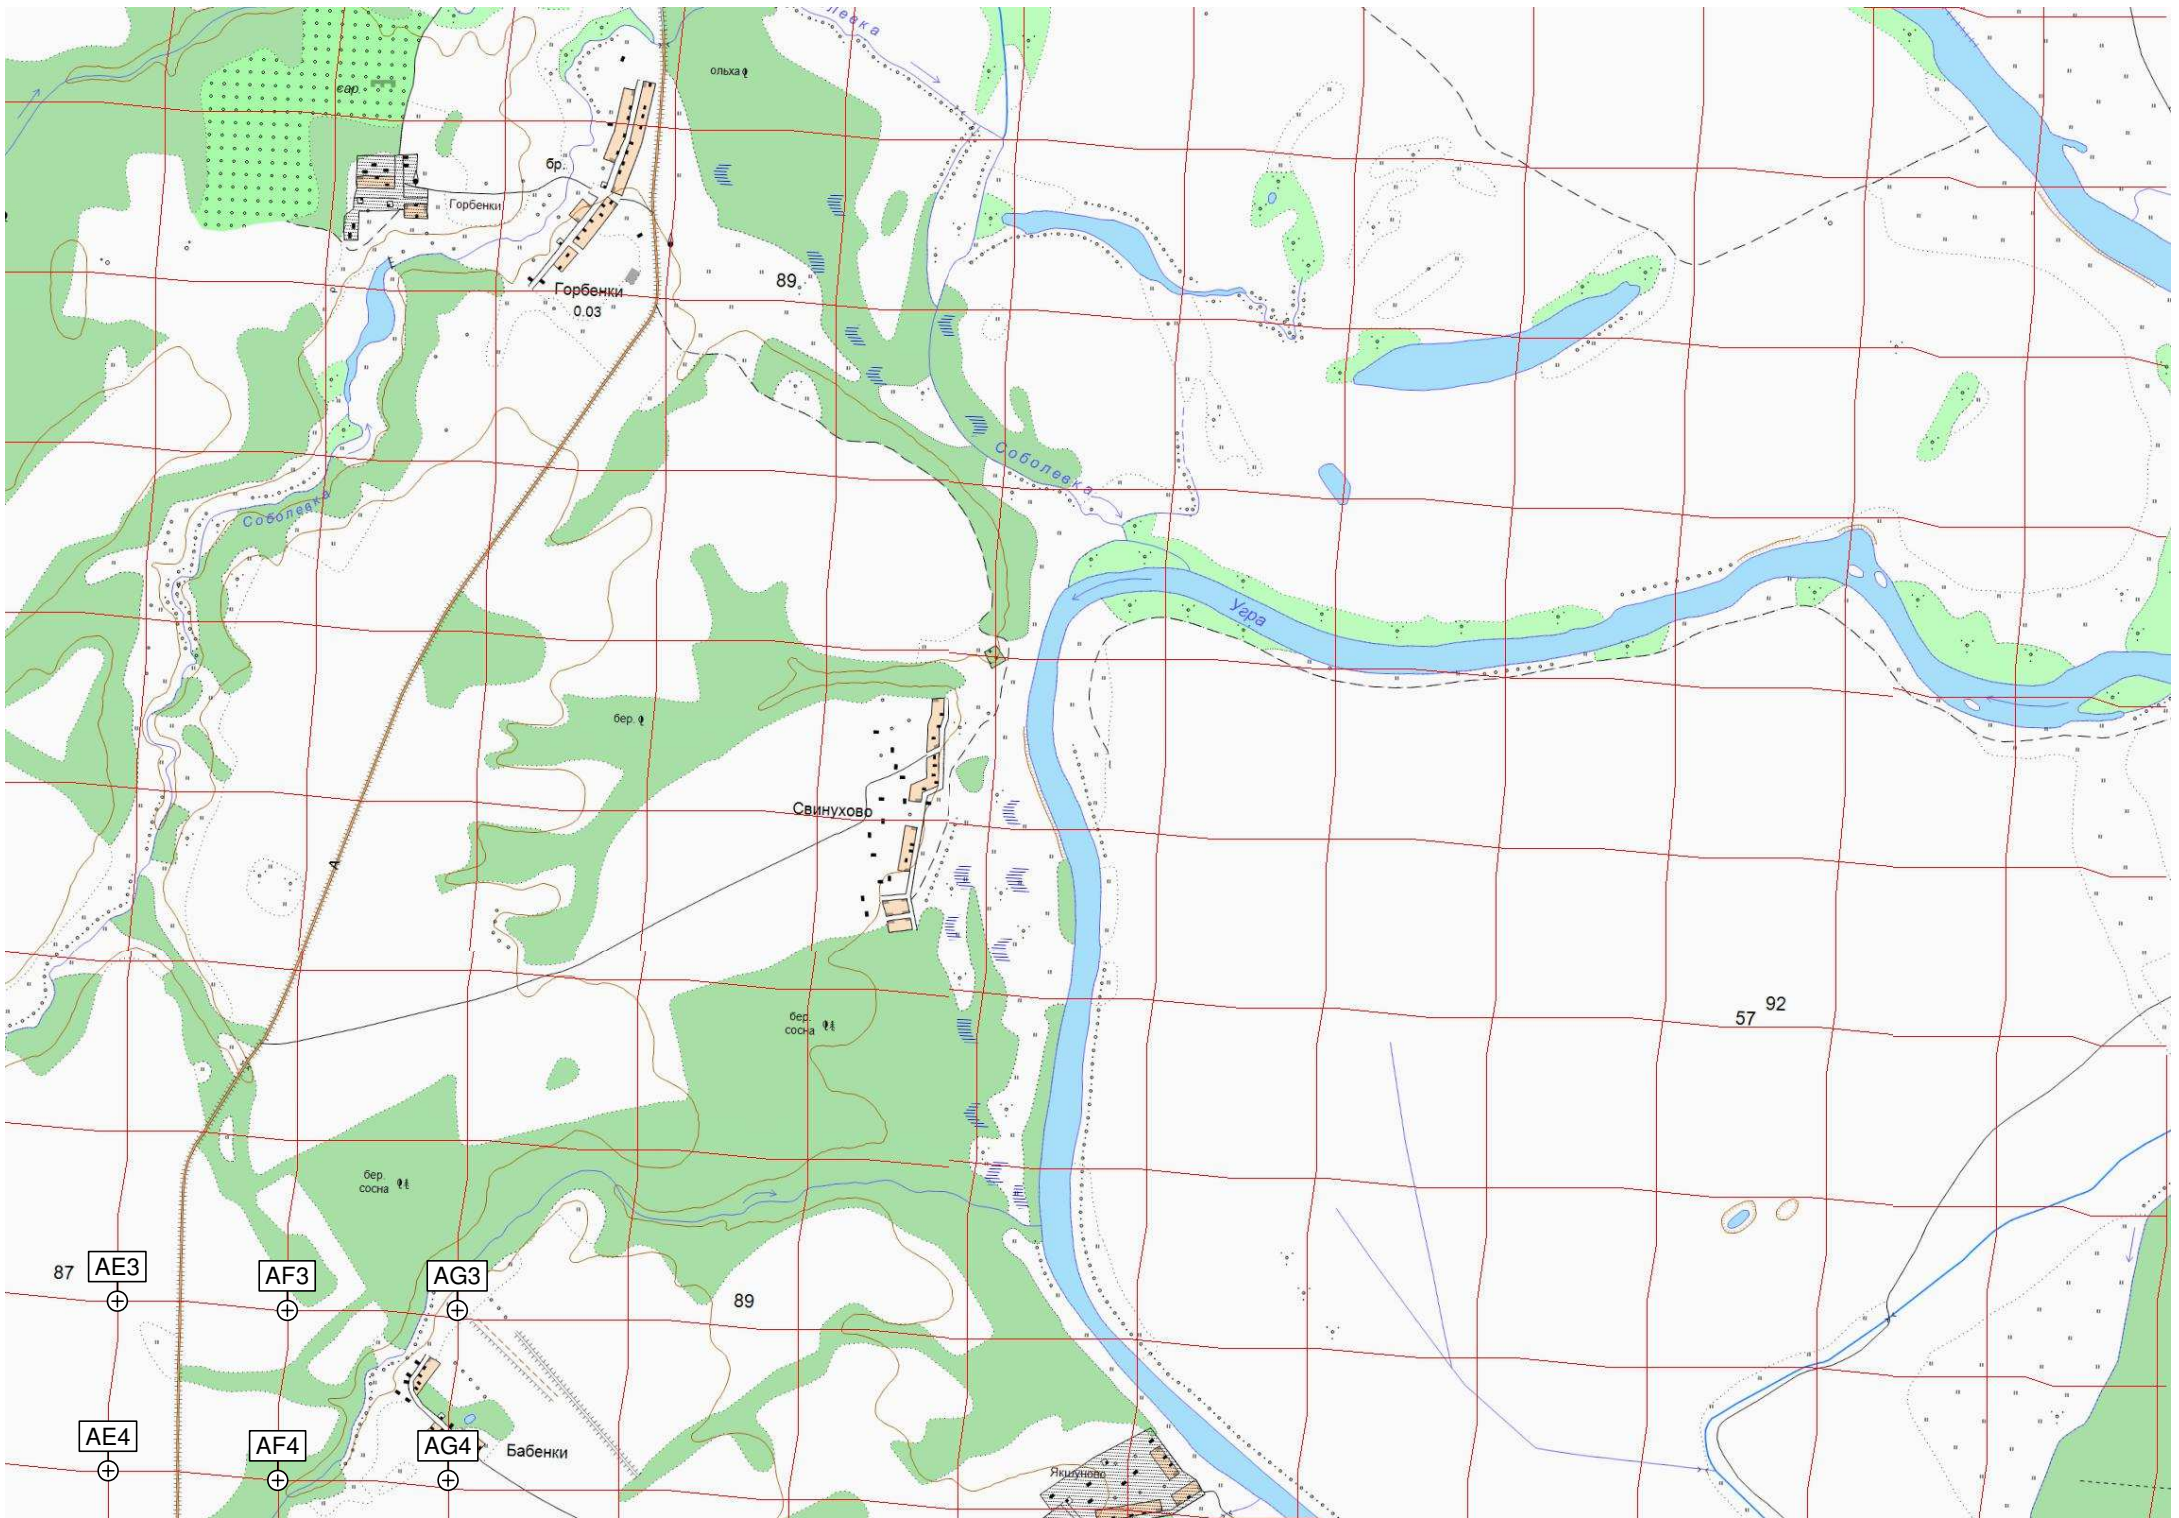 левка
ольха
сар.
бр.
Горбенки
89
Горбенки
0.03
Соболевка
Соболевка
Угра
бер.
Свинухово
А
92
57
бер.
сосна
бер.
сосна
87
AE3
AF3
AG3
89
AE4
AF4
AG4
Бабенки
Якшуново